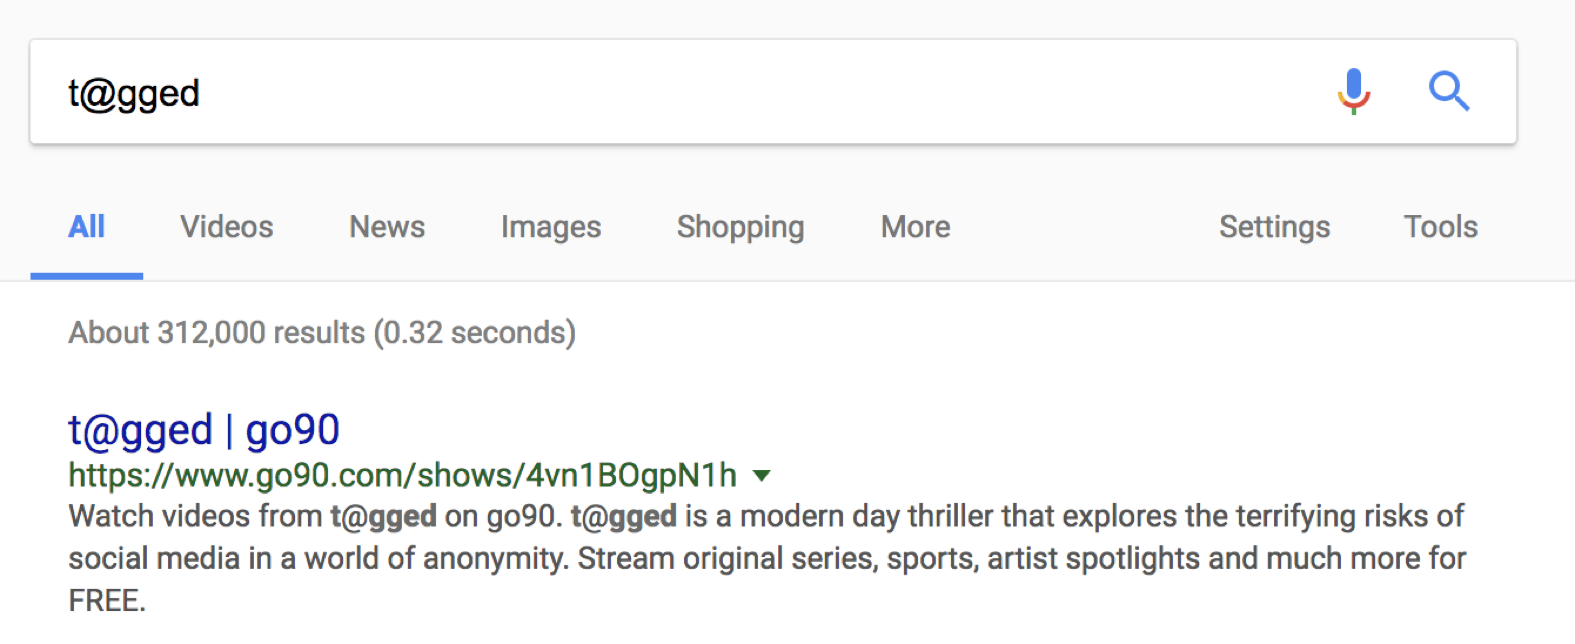 t@gged
All Videos News Images Shopping More Settings Tools
About 312,000 results (0.32 seconds)
t@gged | go90
https://www.go90.com/shows/4vn1BOgpN1h
Watch videos from t@gged on go90. t@gged is a modern day thriller that explores the terrifying risks of
social media in a world of anonymity. Stream original series, sports, artist spotlights and much more for
FREE.